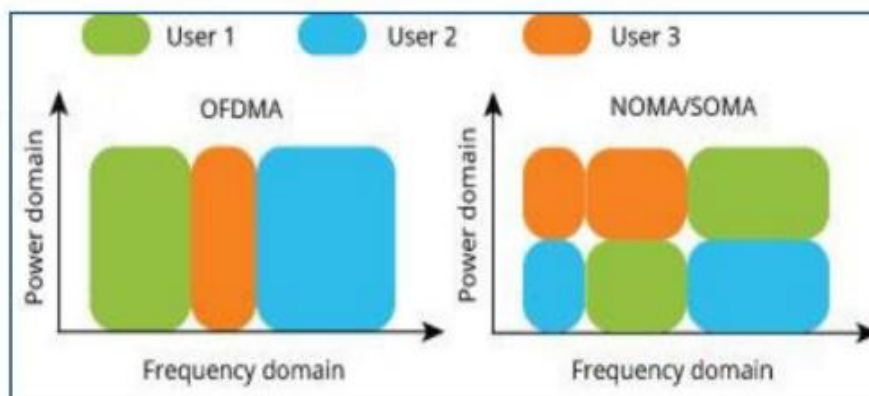 User 1 User 2 User 3
OFDMA
Power domain
Frequency domain
NOMA/SOMA
Power domain
Frequency domain